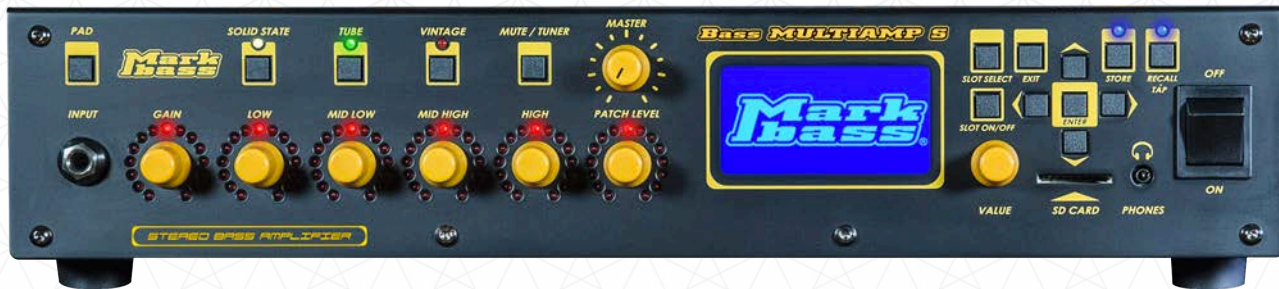 PAD
SOLID STATE
TUBE
VINTAGE
MUTE / TUNER
MASTER
Bass MULTIAMP S
Mark
bass
SLOT SELECT
EXIT
STORE
RECALL
TAP
OFF
INPUT
GAIN
LOW
MID LOW
MID HIGH
HIGH
PATCH LEVEL
Mark
bass®
SLOT ON/OFF
ENTER
VALUE
SD CARD
PHONES
ON
STEREO BASS AMPLIFIER